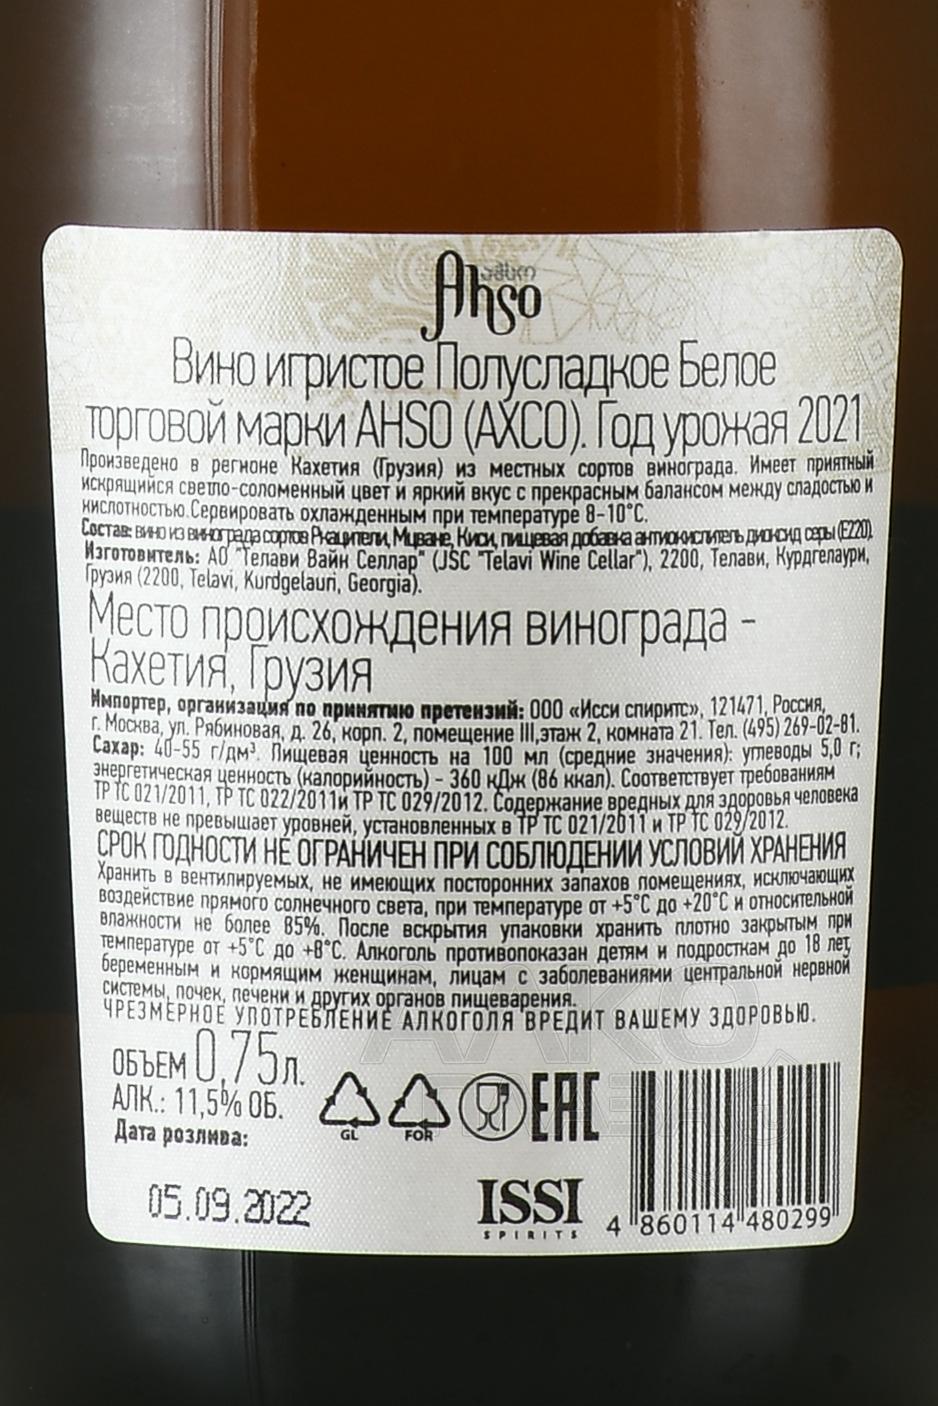 Ahso
Вино игристое Полусладкое Белое
торговой марки AHSO (АХСО). Год урожая 2021
Произведено в регионе Кахетия (Грузия) из местных сортов винограда. Имеет приятный
искрящийся светло-соломенный цвет и яркий вкус с прекрасным балансом между сладостью и
кислотностью.Сервировать охлажденным при температуре 8-10°С.
Состав: вино из винограда сортов Ркацители, Мцване, Киси, пищевая добавка антиокислитель диоксид серы (Е220).
Изготовитель: АО "Телави Вайн Селлар" (JSC "Telavi Wine Cellar"), 2200, Телави, Курдгелаури,
Грузия (2200, Telavi, Kurdgelauri, Georgia).
Место происхождения винограда -
Кахетия, Грузия
Импортер, организация по принятию претензий: ООО «Исси спиритс», 121471, Россия,
г. Москва, ул. Рябиновая, д. 26, корп. 2, помещение III,этаж 2, комната 21. Тел. (495) 269-02-81.
Сахар: 40-55 г/дм³. Пищевая ценность на 100 мл (средние значения): углеводы 5,0 г;
энергетическая ценность (калорийность) - 360 кДж (86 ккал). Соответствует требованиям
ТР ТС 021/2011, ТР ТС 022/2011и ТР ТС 029/2012. Содержание вредных для здоровья человека
веществ не превышает уровней, установленных в ТР ТС 021/2011 и ТР ТС 029/2012.
СРОК ГОДНОСТИ НЕ ОГРАНИЧЕН ПРИ СОБЛЮДЕНИИ УСЛОВИЙ ХРАНЕНИЯ
Хранить в вентилируемых, не имеющих посторонних запахов помещениях, исключающих
воздействие прямого солнечного света, при температуре от +5°С до +20°С и относительной
влажности не более 85%. После вскрытия упаковки хранить плотно закрытым при
температуре от +5°С до +8°С. Алкоголь противопоказан детям и подросткам до 18 лет,
беременным и кормящим женщинам, лицам с заболеваниями центральной нервной
системы, почек, печени и других органов пищеварения.
ЧРЕЗМЕРНОЕ УПОТРЕБЛЕНИЕ АЛКОГОЛЯ ВРЕДИТ ВАШЕМУ ЗДОРОВЬЮ.
ОБЪЕМ 0,75л.
АЛК.: 11,5% ОБ.
Дата розлива:
05.09.2022
GL
FOR
EAC
ISSI
SPIRITS
4 860114 480299